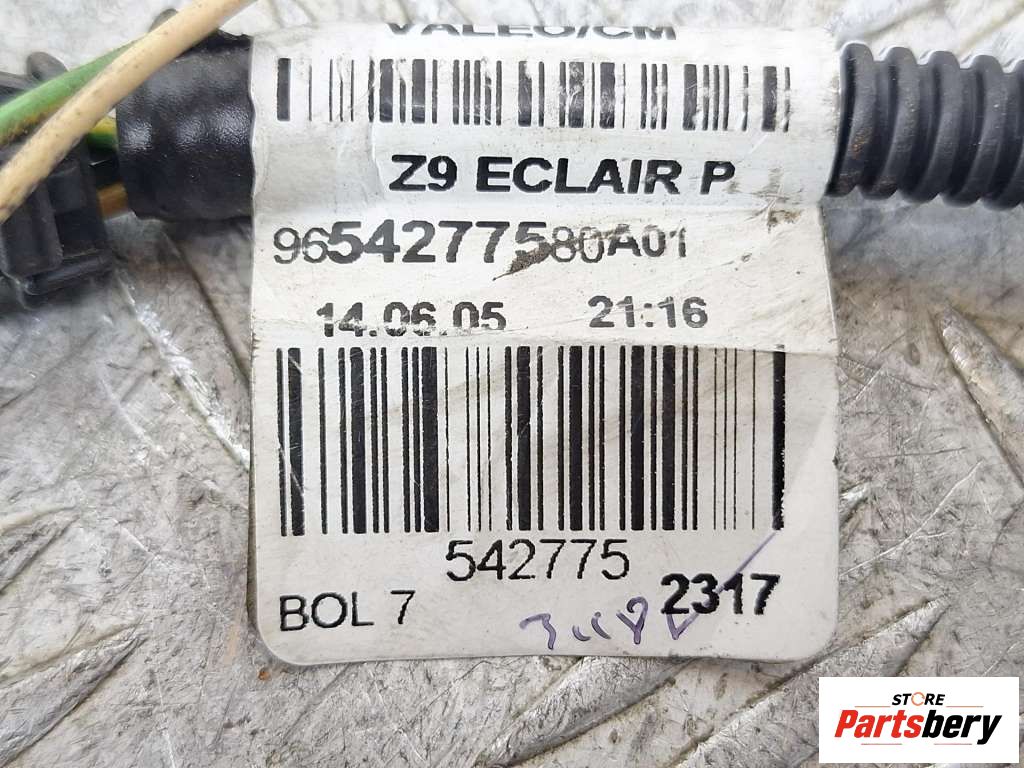 VALEO/CM
Z9 ECLAIR P
9654277580A01
14.06.05 21:16
542775
BOL 7 2317
STORE
Partsbery